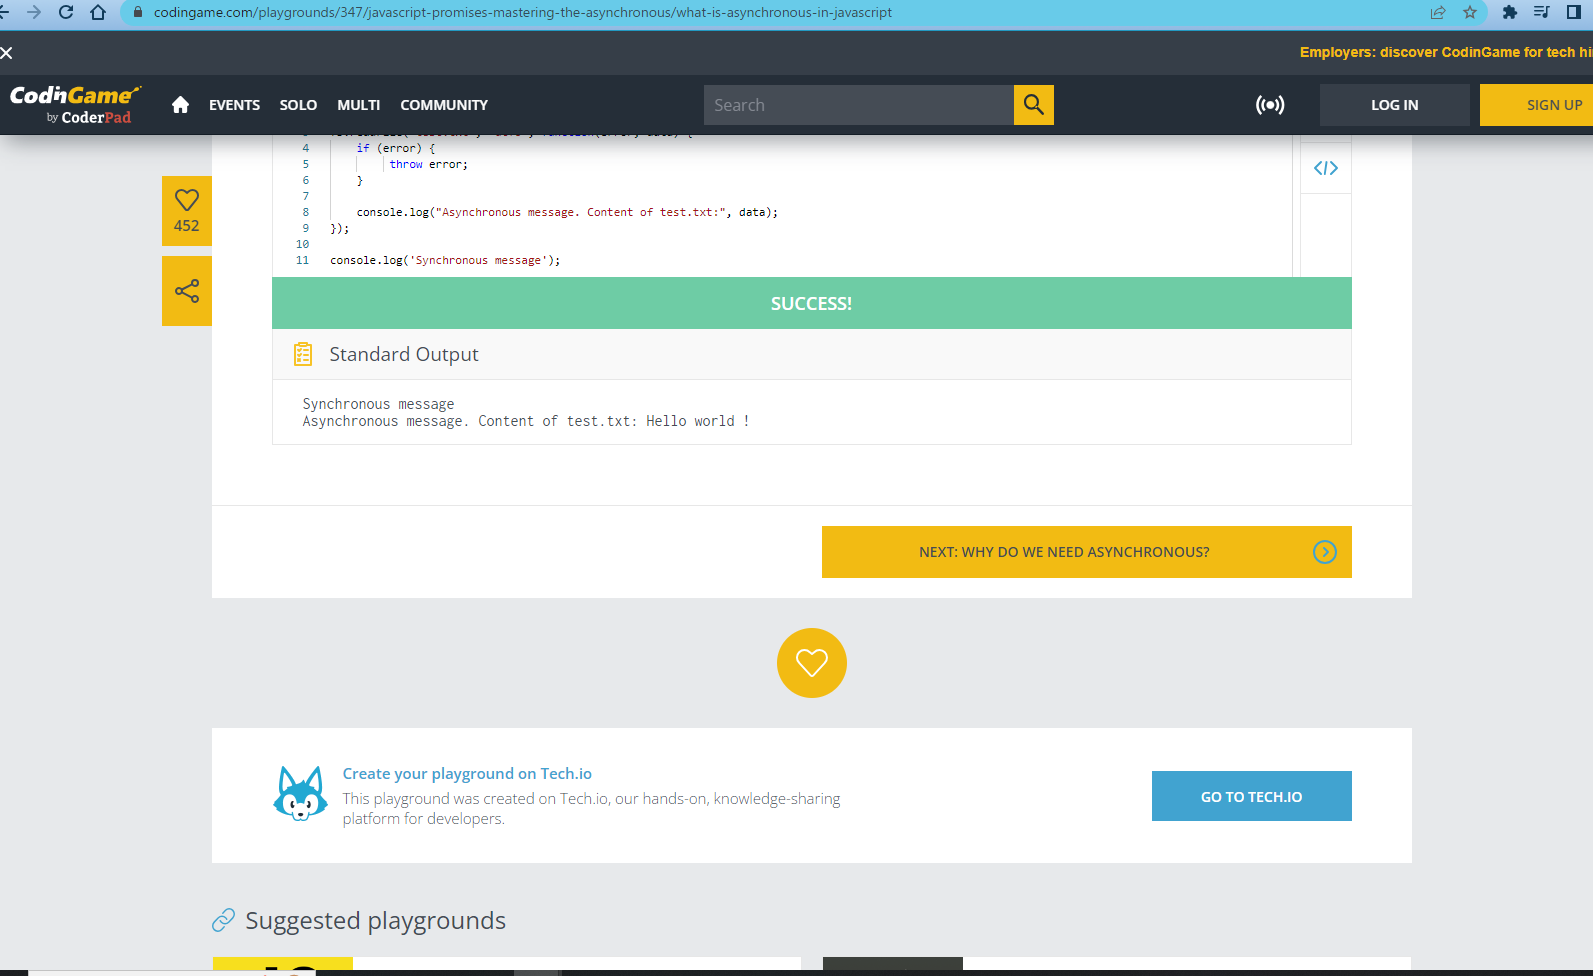 codingame.com/playgrounds/347/javascript-promises-mastering-the-asynchronous/what-is-asynchronous-in-javascript
Employers: discover CodinGame for tech hi
CodinGame
by CoderPad
EVENTS SOLO MULTI COMMUNITY
Search
LOG IN
SIGN UP
4 if (error) {
5 throw error;
6 }
7
8 console.log("Asynchronous message. Content of test.txt:", data);
9 });
10
11 console.log('Synchronous message');
</>
452
SUCCESS!
Standard Output
Synchronous message
Asynchronous message. Content of test.txt: Hello world !
NEXT: WHY DO WE NEED ASYNCHRONOUS?
Create your playground on Tech.io
This playground was created on Tech.io, our hands-on, knowledge-sharing
platform for developers.
GO TO TECH.IO
Suggested playgrounds